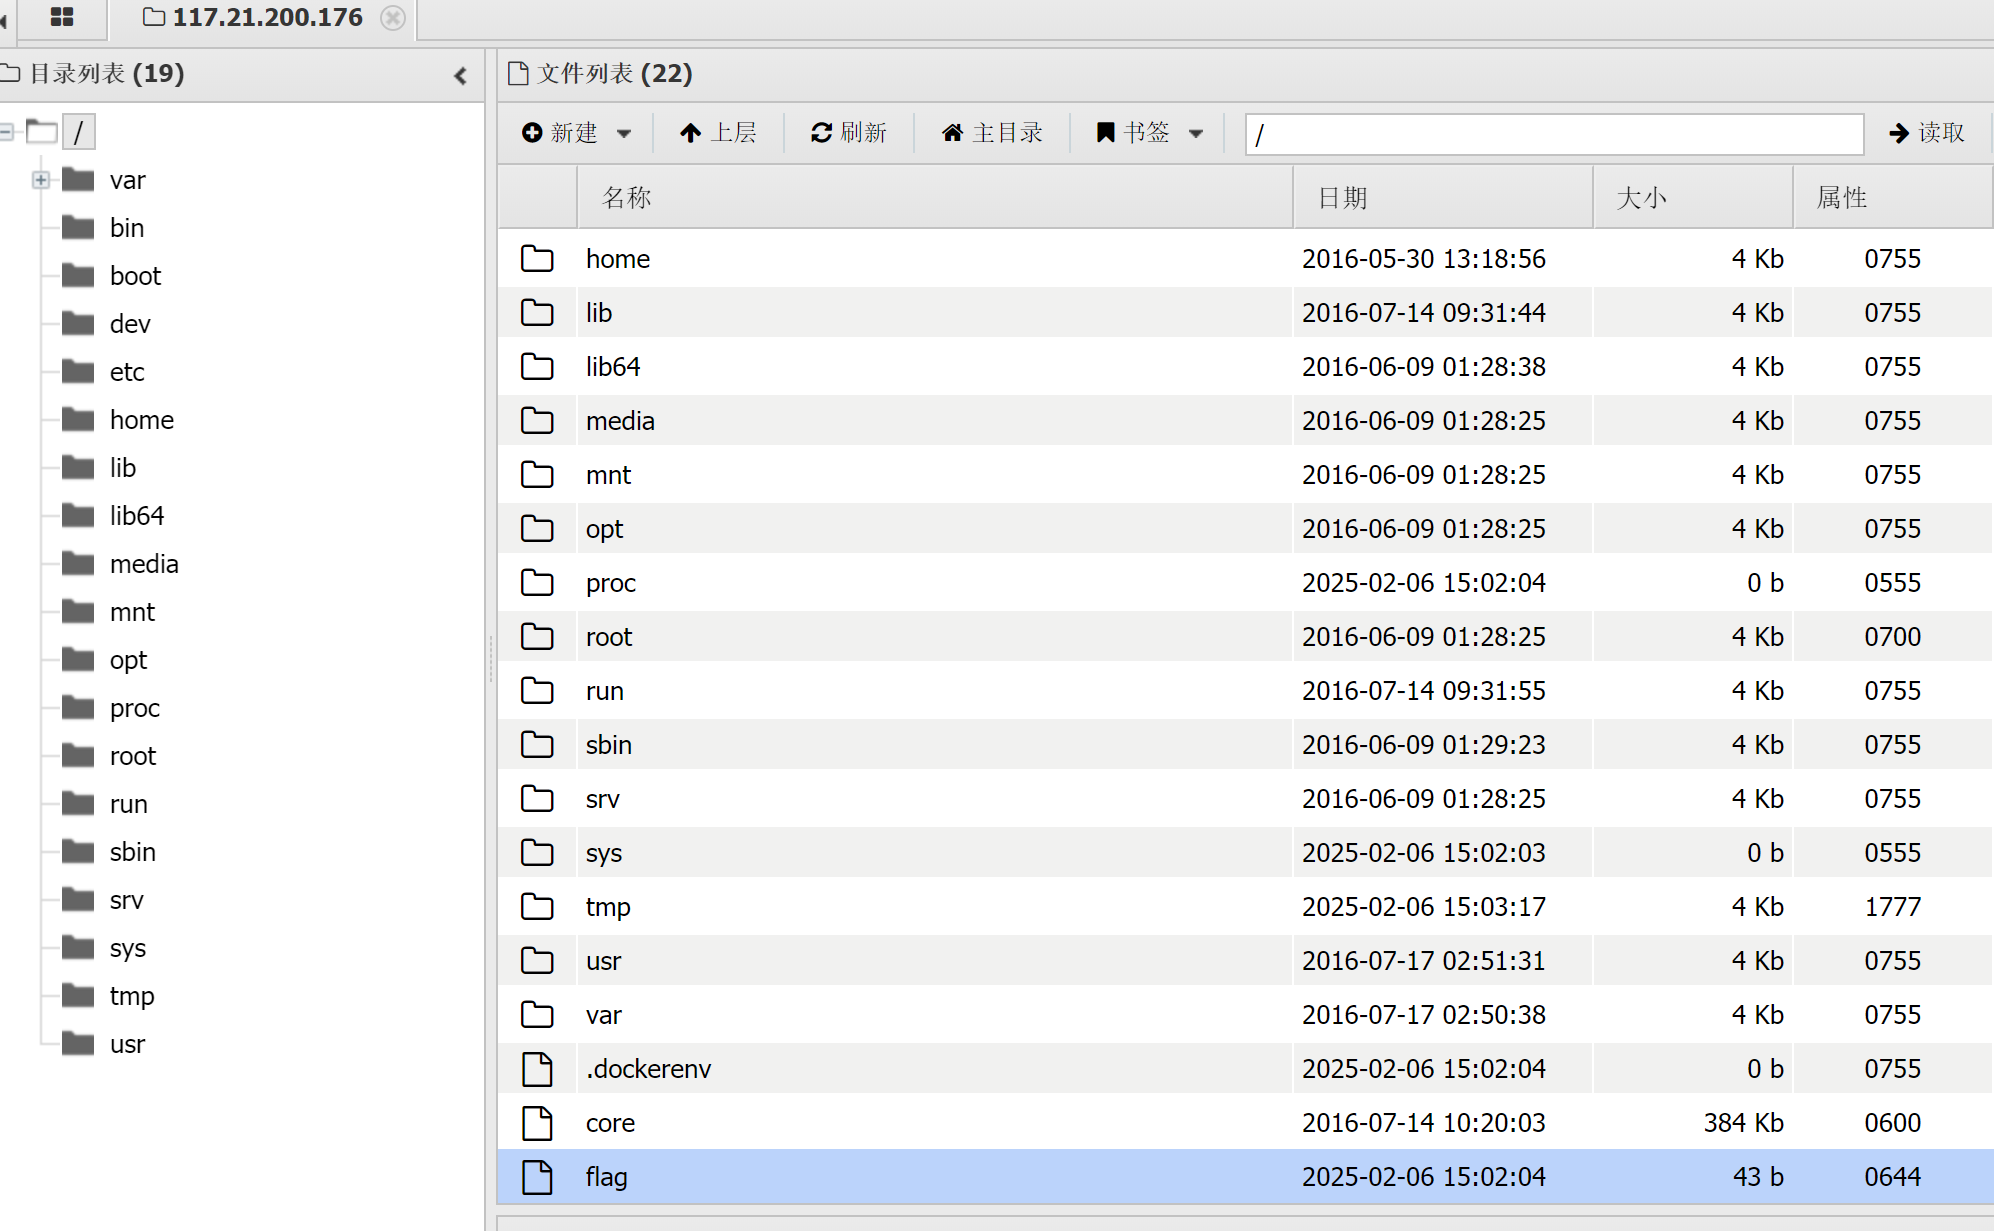 117.21.200.176
目录列表 (19)
/
var
bin
boot
dev
etc
home
lib
lib64
media
mnt
opt
proc
root
run
sbin
srv
sys
tmp
usr
文件列表 (22)
新建 上层 刷新 主目录 书签 / 读取
名称 日期 大小 属性
home 2016-05-30 13:18:56 4 Kb 0755
lib 2016-07-14 09:31:44 4 Kb 0755
lib64 2016-06-09 01:28:38 4 Kb 0755
media 2016-06-09 01:28:25 4 Kb 0755
mnt 2016-06-09 01:28:25 4 Kb 0755
opt 2016-06-09 01:28:25 4 Kb 0755
proc 2025-02-06 15:02:04 0 b 0555
root 2016-06-09 01:28:25 4 Kb 0700
run 2016-07-14 09:31:55 4 Kb 0755
sbin 2016-06-09 01:29:23 4 Kb 0755
srv 2016-06-09 01:28:25 4 Kb 0755
sys 2025-02-06 15:02:03 0 b 0555
tmp 2025-02-06 15:03:17 4 Kb 1777
usr 2016-07-17 02:51:31 4 Kb 0755
var 2016-07-17 02:50:38 4 Kb 0755
.dockerenv 2025-02-06 15:02:04 0 b 0755
core 2016-07-14 10:20:03 384 Kb 0600
flag 2025-02-06 15:02:04 43 b 0644